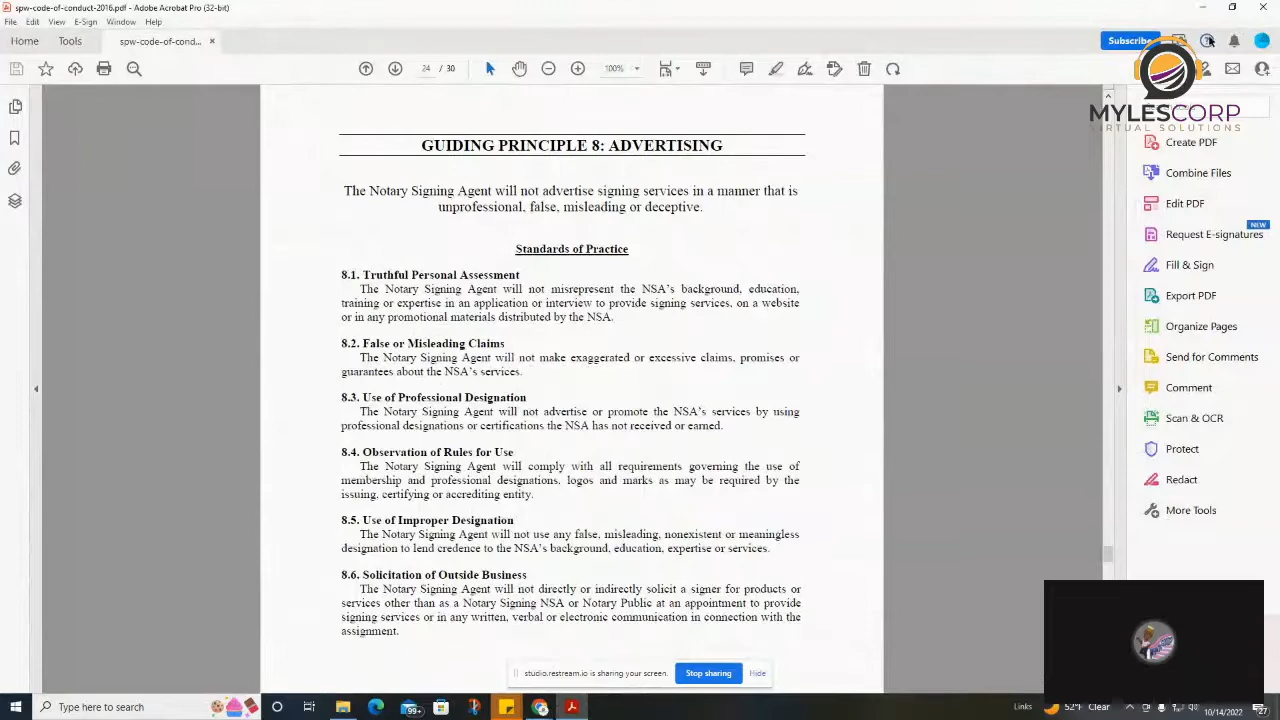 spw-code-of-conduct-2016.pdf - Adobe Acrobat Pro (32-bit)
File Edit View E-Sign Window Help
Home Tools spw-code-of-cond... × Subscribe
24 / 30 100%
MYLESCORP
VIRTUAL SOLUTIONS
Create PDF
Combine Files
Edit PDF
NEW
Request E-signatures
Fill & Sign
Export PDF
Organize Pages
Send for Comments
Comment
Scan & OCR
Protect
Redact
More Tools
GUIDING PRINCIPLE 8: ADVERTISING
The Notary Signing Agent will not advertise signing services in a manner that is
unprofessional, false, misleading or deceptive.
Standards of Practice
8.1. Truthful Personal Assessment
The Notary Signing Agent will not misrepresent the NSA's background, education,
training or expertise in an application or interview to provide signing services, on a website
or in any promotional materials distributed by the NSA.
8.2. False or Misleading Claims
The Notary Signing Agent will not make exaggerated or excessive claims, promises or
guarantees about the NSA's services.
8.3. Use of Professional Designation
The Notary Signing Agent will not advertise or promote the NSA's services by using
professional designations or certifications the NSA has not received or earned.
8.4. Observation of Rules for Use
The Notary Signing Agent will comply with all requirements governing the use of
membership and professional designations, logos and marks as may be required by the
issuing, certifying or accrediting entity.
8.5. Use of Improper Designation
The Notary Signing Agent will not use any false, misleading, nonexistent or meaningless
designation to lend credence to the NSA's background, education, expertise or services.
8.6. Solicitation of Outside Business
The Notary Signing Agent will not directly or indirectly solicit a signer for products or
services other than as a Notary Signing NSA or Notary Public at an appointment to provide
signing services or in any written, verbal or electronic communication in connection with the
assignment.
studio.restream.io is sharing your screen. Stop sharing Hide
Type here to search 99+ Links 52° Clear
10/14/2022 27